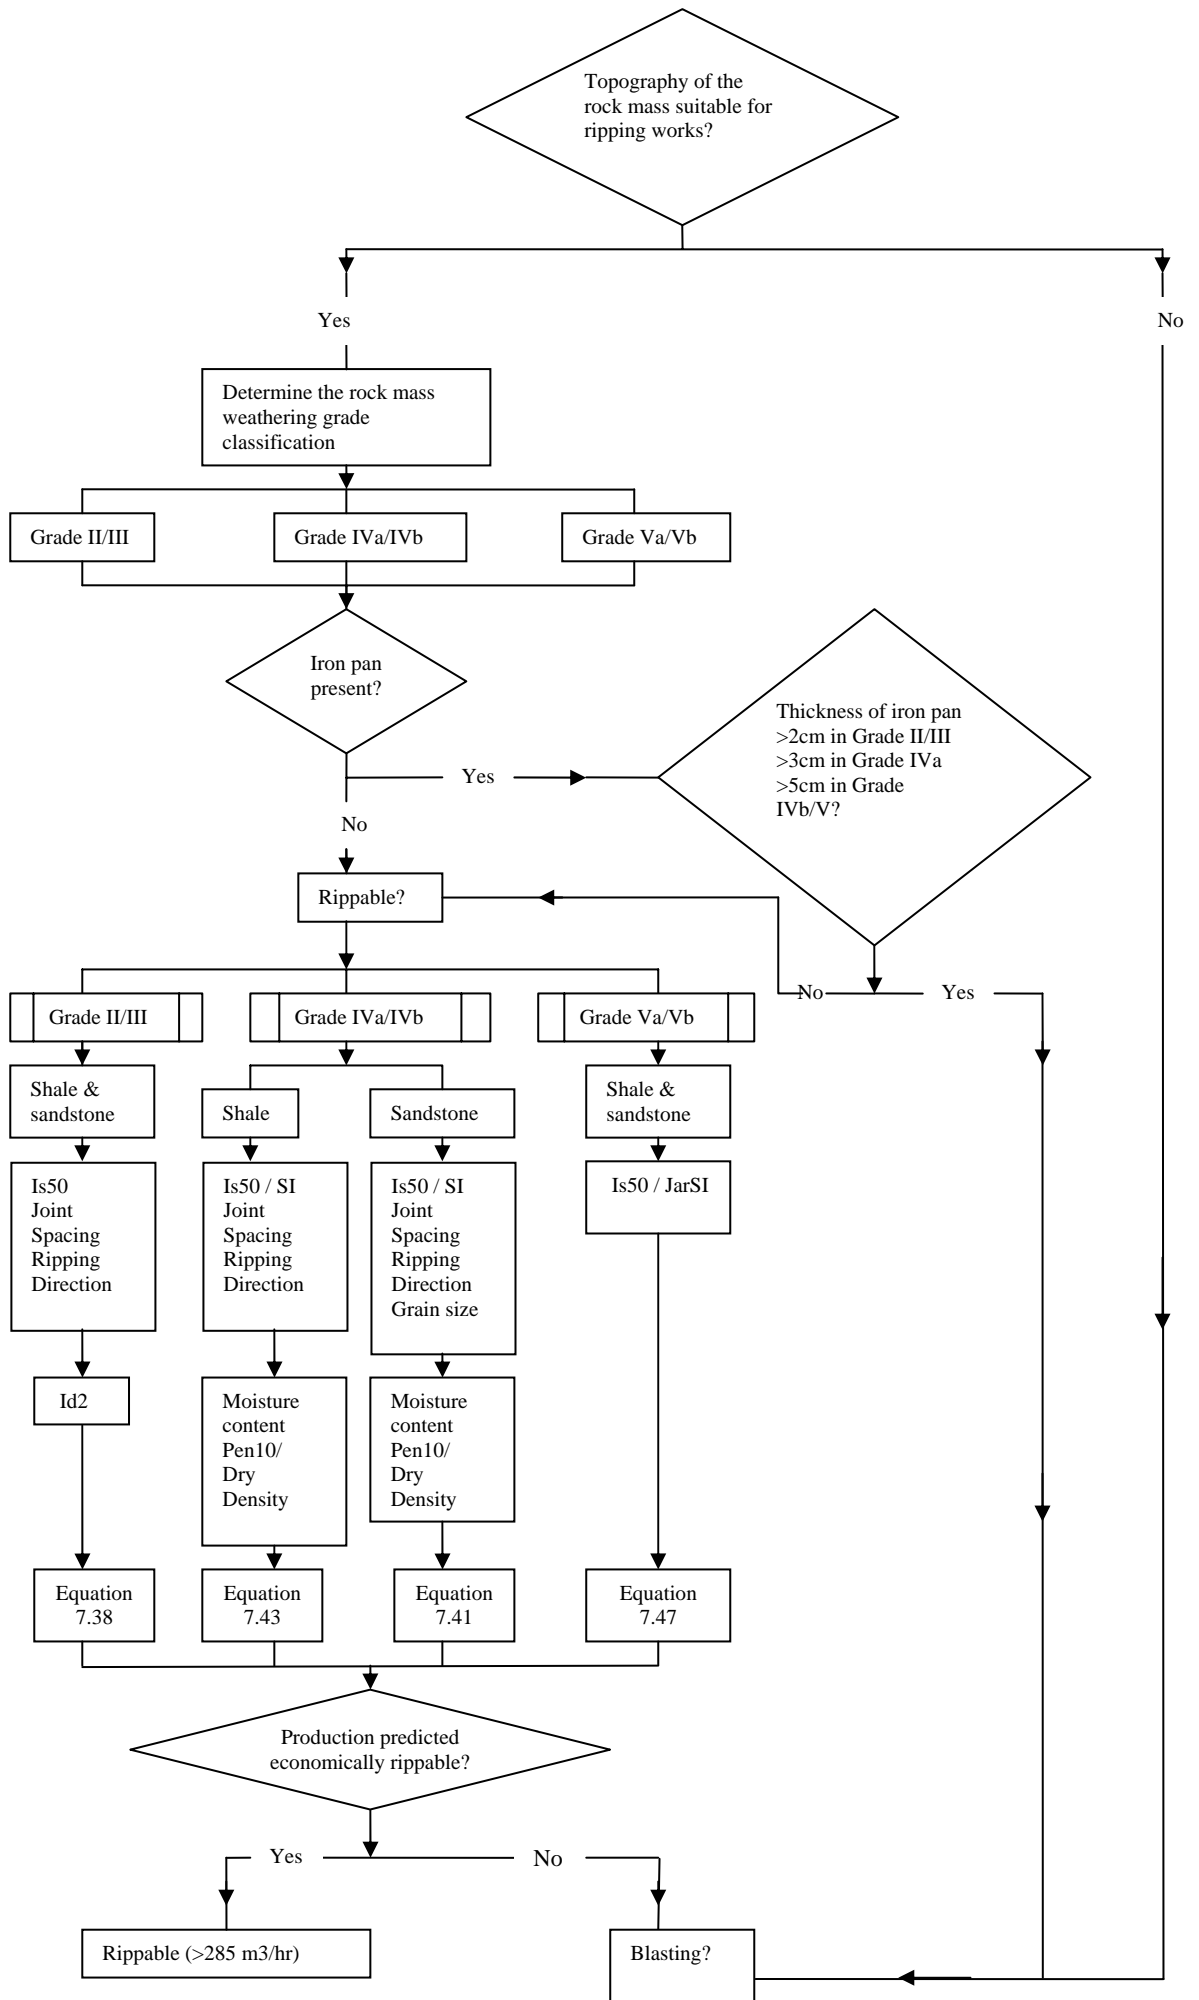 Topography of the
rock mass suitable for
ripping works?
Yes
No
Determine the rock mass
weathering grade
classification
Grade II/III
Grade IVa/IVb
Grade Va/Vb
Iron pan
present?
Thickness of iron pan
>2cm in Grade II/III
>3cm in Grade IVa
>5cm in Grade
IVb/V?
Yes
No
Rippable?
No
Yes
Grade II/III
Grade IVa/IVb
Grade Va/Vb
Shale &
sandstone
Shale
Sandstone
Shale &
sandstone
Is50
Joint
Spacing
Ripping
Direction
Is50 / SI
Joint
Spacing
Ripping
Direction
Is50 / SI
Joint
Spacing
Ripping
Direction
Grain size
Is50 / JarSI
Id2
Moisture
content
Pen10/
Dry
Density
Moisture
content
Pen10/
Dry
Density
Equation
7.38
Equation
7.43
Equation
7.41
Equation
7.47
Production predicted
economically rippable?
Yes
No
Rippable (>285 m3/hr)
Blasting?